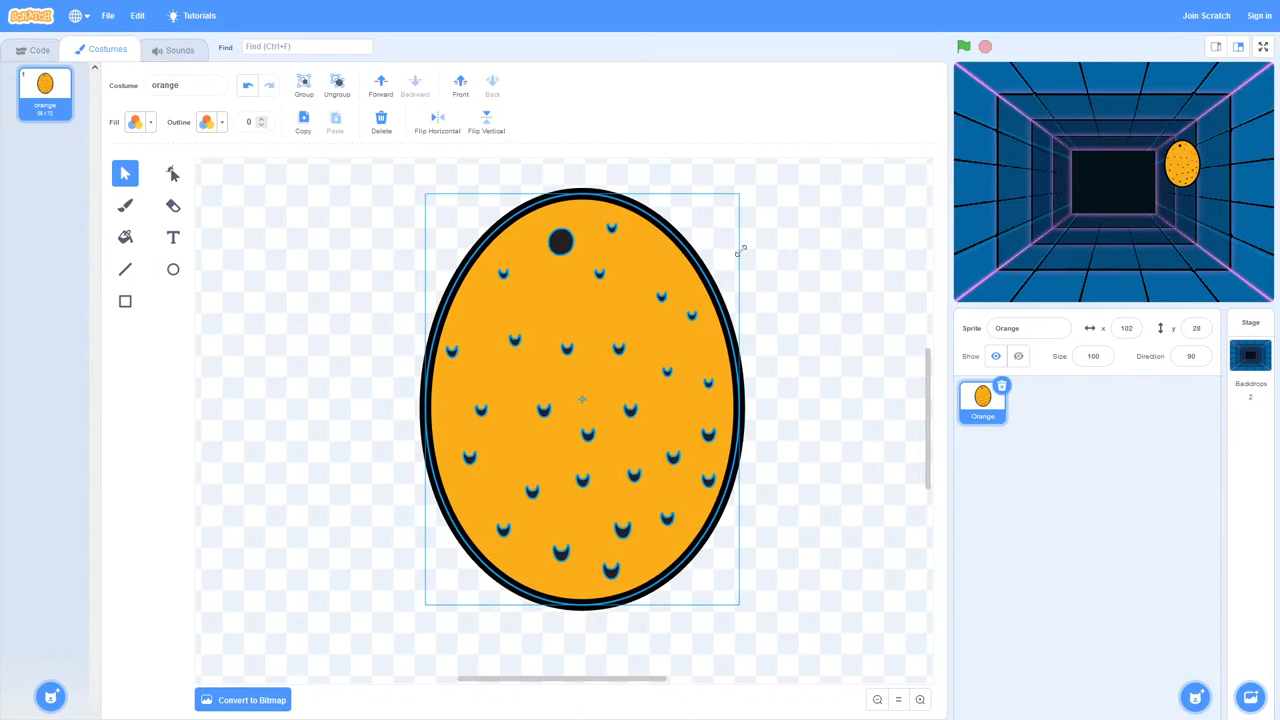 SCRATCH File Edit Tutorials Join Scratch Sign in
Code Costumes Sounds Find Find (Ctrl+F)
1
orange
Costume orange Group Ungroup Forward Backward Front Back
Fill Outline 0 Copy Paste Delete Flip Horizontal Flip Vertical
Convert to Bitmap
Sprite Orange x 102 y 28
Show Size 100 Direction 90
Orange
Stage
Backdrops
2